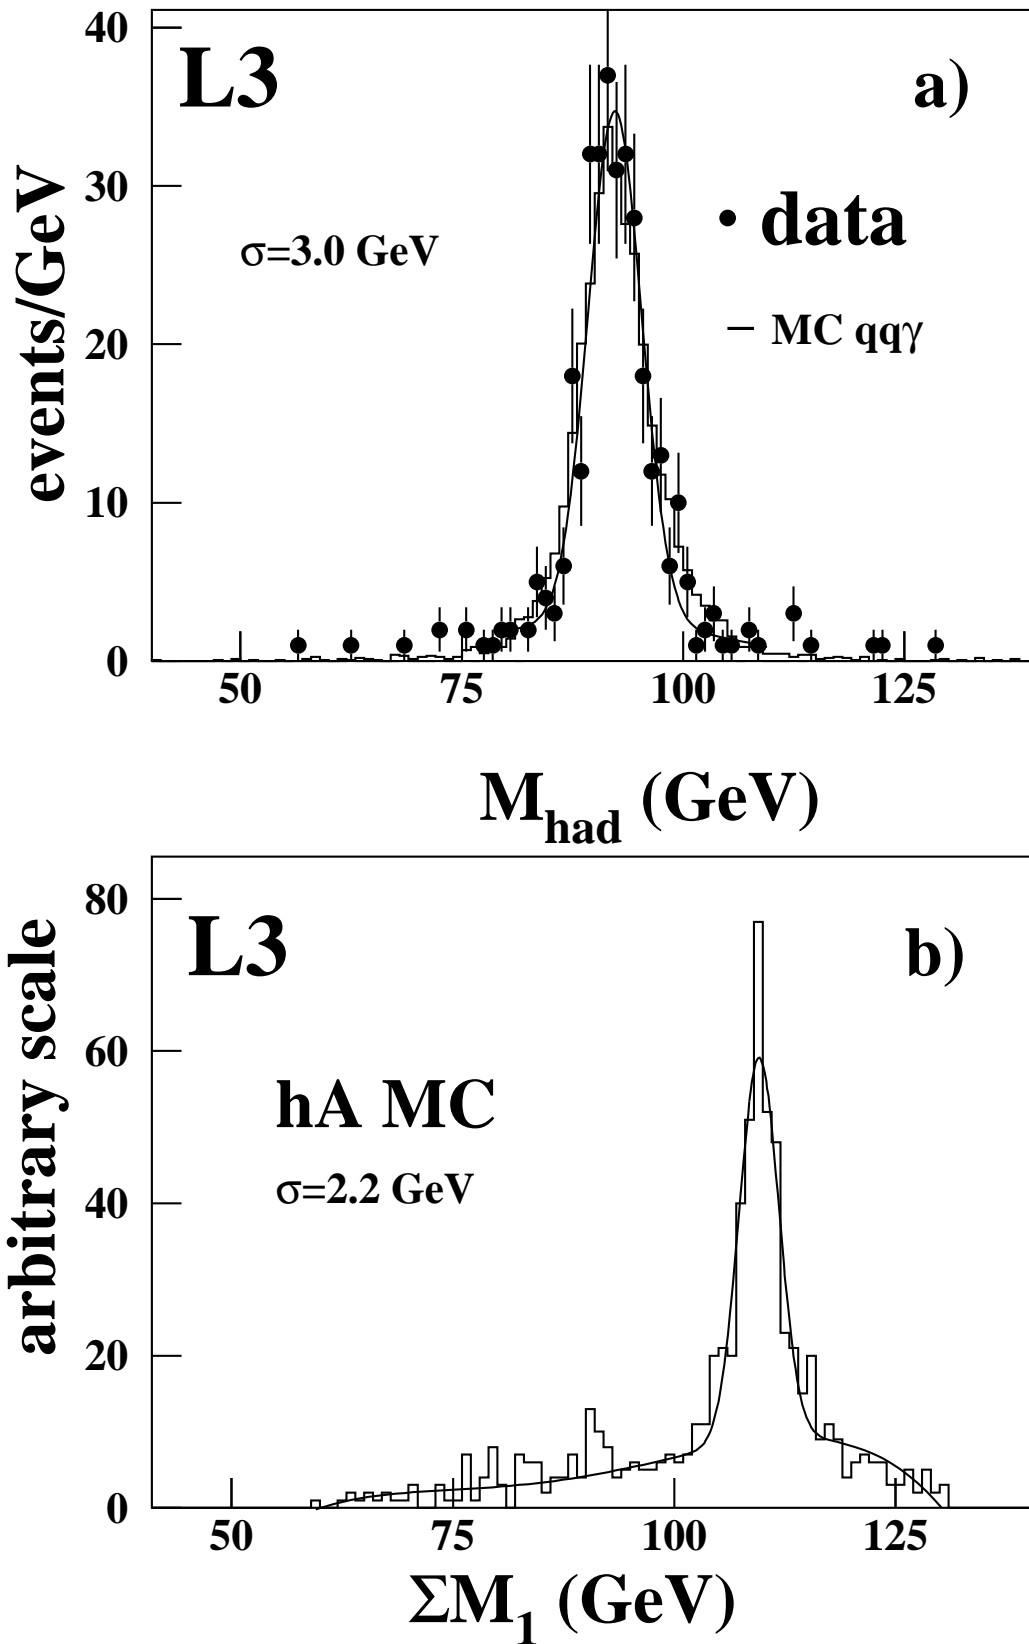 40
L3
a)
30
data
σ=3.0 GeV
events/GeV
20
MC qqγ
10
0
50 75 100 125
M_had (GeV)
80
L3
b)
60
hA MC
σ=2.2 GeV
arbitrary scale
40
20
0
50 75 100 125
ΣM_1 (GeV)